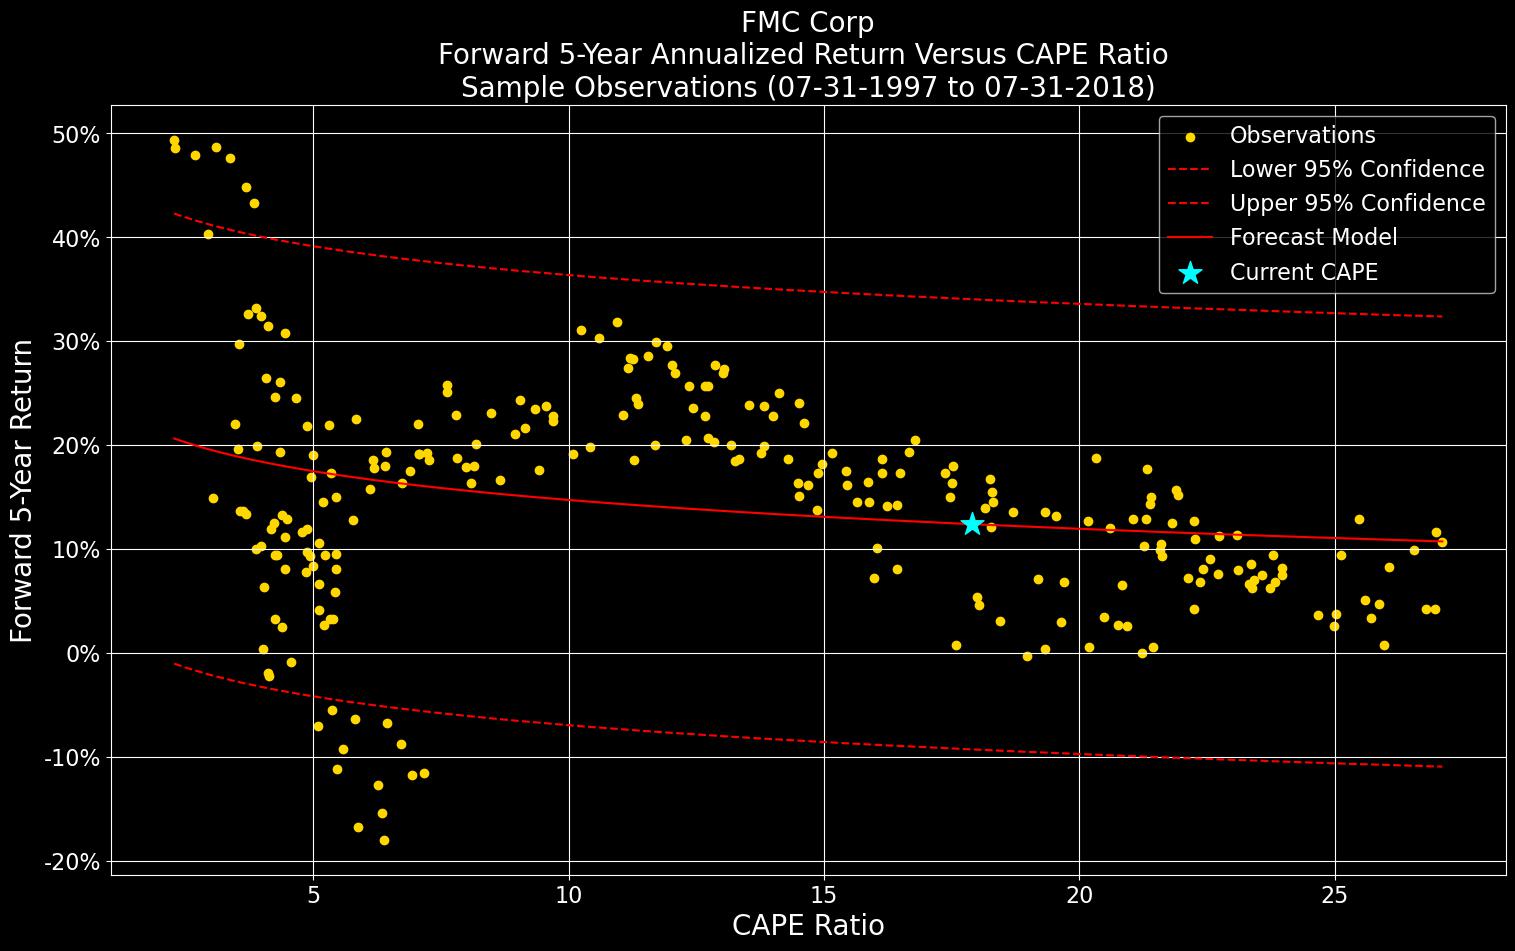 FMC Corp
Forward 5-Year Annualized Return Versus CAPE Ratio
Sample Observations (07-31-1997 to 07-31-2018)
Observations
Lower 95% Confidence
Upper 95% Confidence
Forecast Model
Current CAPE
Forward 5-Year Return
50%
40%
30%
20%
10%
0%
-10%
-20%
5
10
15
20
25
CAPE Ratio